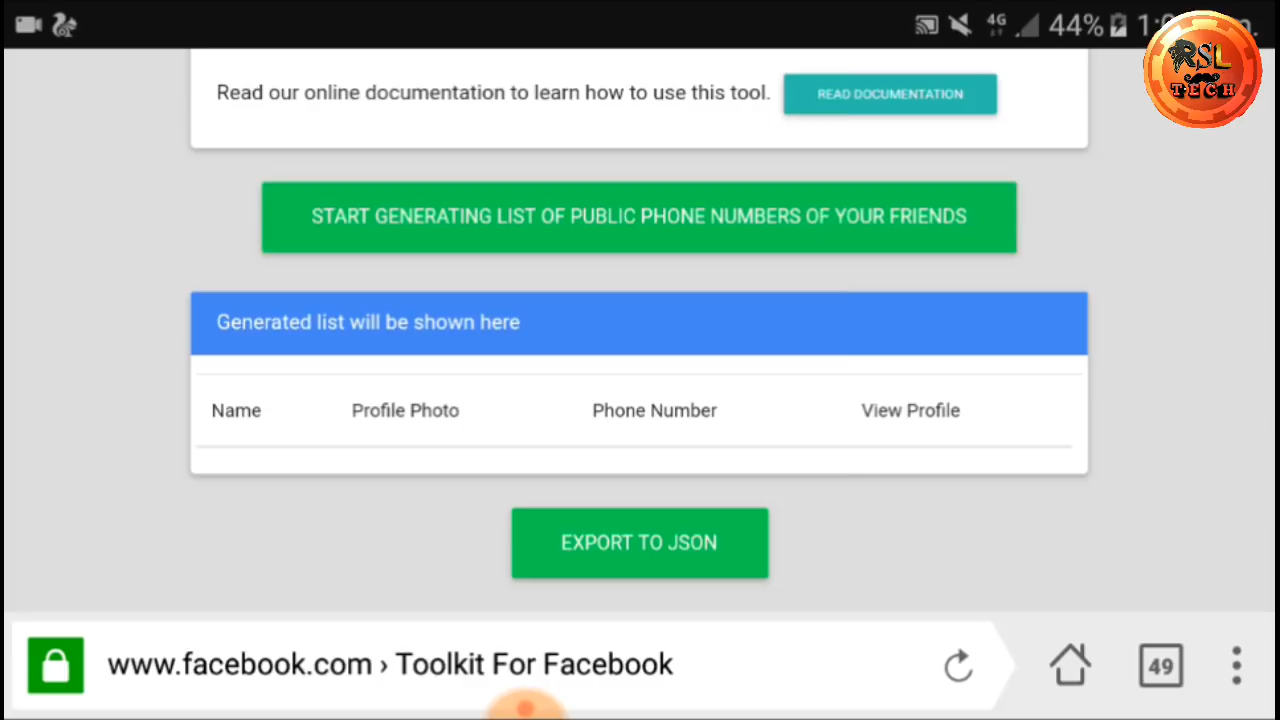 4G 44%
RSL
TECH
Read our online documentation to learn how to use this tool. READ DOCUMENTATION
START GENERATING LIST OF PUBLIC PHONE NUMBERS OF YOUR FRIENDS
Generated list will be shown here
Name Profile Photo Phone Number View Profile
EXPORT TO JSON
www.facebook.com › Toolkit For Facebook 49